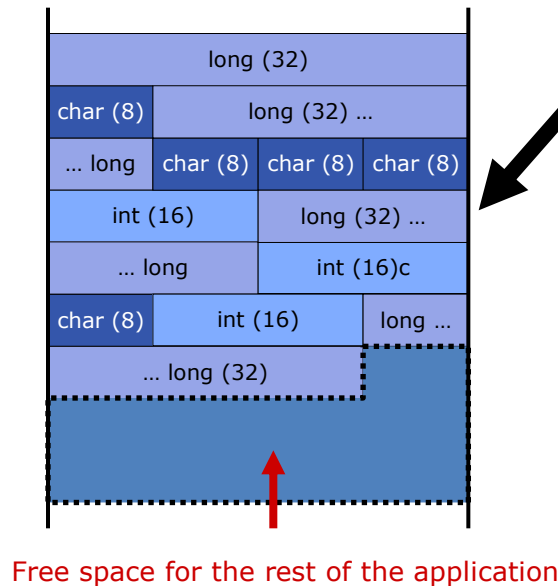 long (32)
char (8) long (32) ...
... long char (8) char (8) char (8)
int (16) long (32) ...
... long int (16)c
char (8) int (16) long ...
... long (32)
Free space for the rest of the application